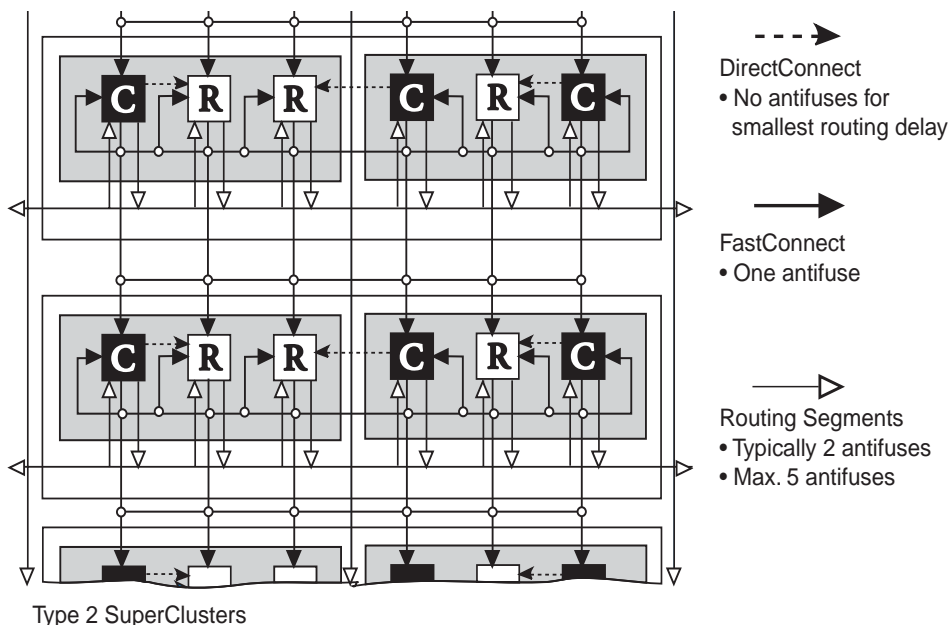 C R R C R C
DirectConnect
• No antifuses for
smallest routing delay
FastConnect
• One antifuse
C R R C R C
Routing Segments
• Typically 2 antifuses
• Max. 5 antifuses
Type 2 SuperClusters